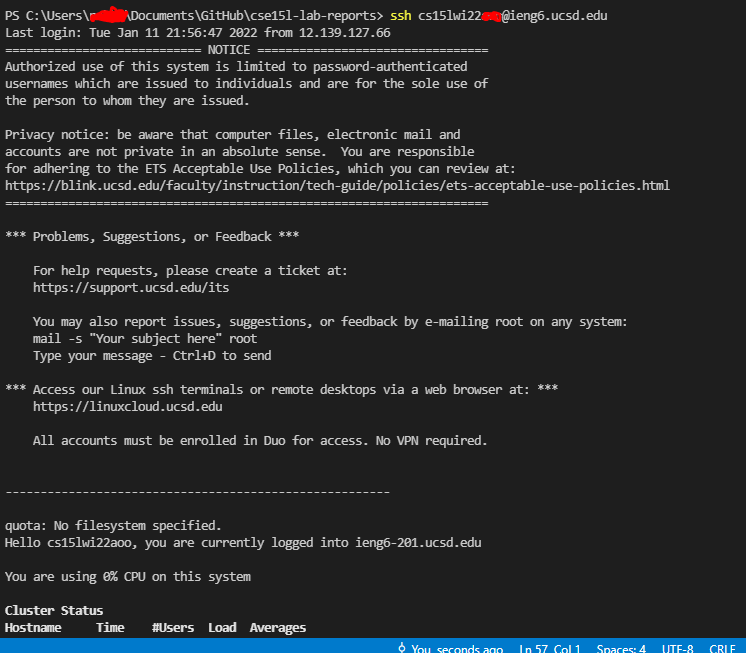 PS C:\Users\\Documents\GitHub\cse15l-lab-reports> ssh cs15lwi22@ieng6.ucsd.edu
Last login: Tue Jan 11 21:56:47 2022 from 12.139.127.66
============================ NOTICE =================================
Authorized use of this system is limited to password-authenticated
usernames which are issued to individuals and are for the sole use of
the person to whom they are issued.
Privacy notice: be aware that computer files, electronic mail and
accounts are not private in an absolute sense.  You are responsible
for adhering to the ETS Acceptable Use Policies, which you can review at:
https://blink.ucsd.edu/faculty/instruction/tech-guide/policies/ets-acceptable-use-policies.html
=====================================================================
*** Problems, Suggestions, or Feedback ***
For help requests, please create a ticket at:
https://support.ucsd.edu/its
You may also report issues, suggestions, or feedback by e-mailing root on any system:
mail -s "Your subject here" root
Type your message - Ctrl+D to send
*** Access our Linux ssh terminals or remote desktops via a web browser at: ***
https://linuxcloud.ucsd.edu
All accounts must be enrolled in Duo for access. No VPN required.
-------------------------------------------------------
quota: No filesystem specified.
Hello cs15lwi22aoo, you are currently logged into ieng6-201.ucsd.edu
You are using 0% CPU on this system
Cluster Status
Hostname     Time    #Users  Load  Averages
You, seconds ago  Ln 57, Col 1  Spaces: 4  UTF-8  CRLF